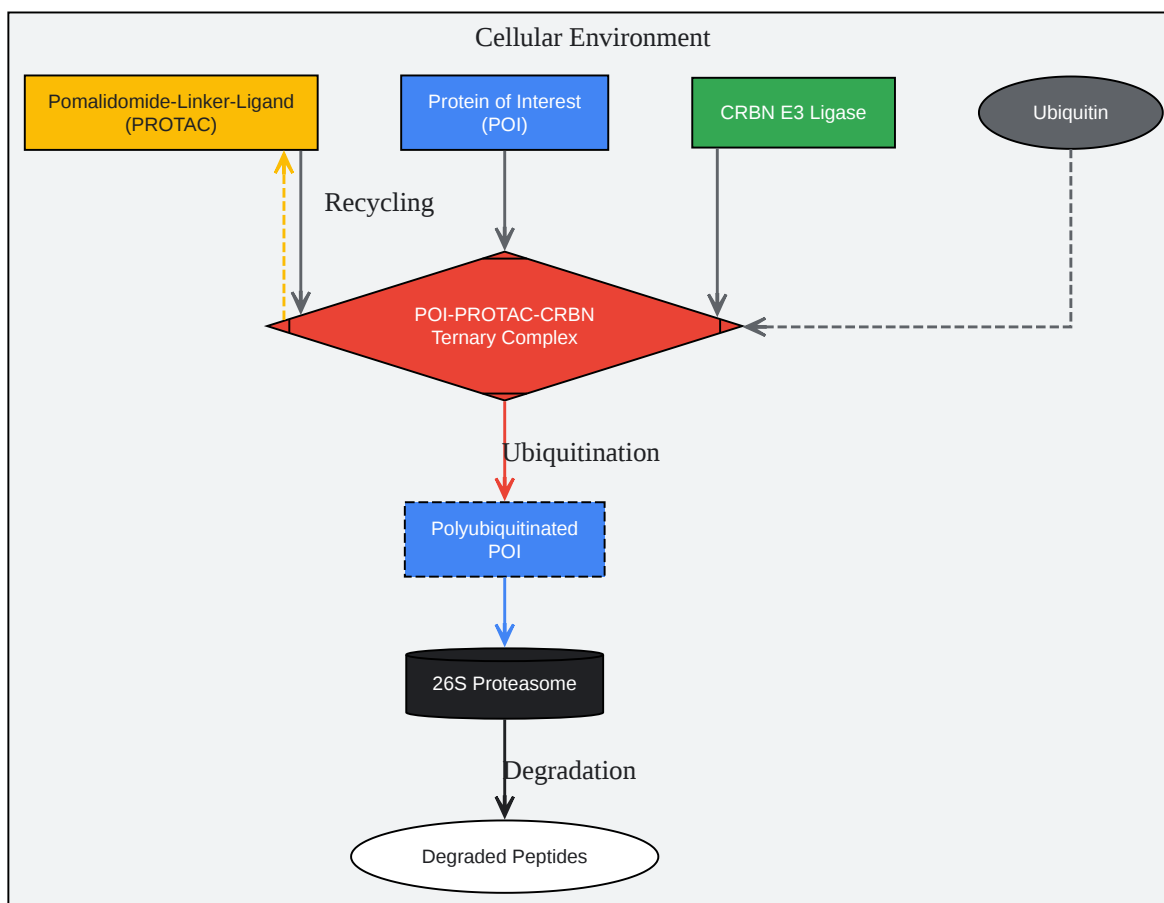 Cellular Environment
Pomalidomide-Linker-Ligand
(PROTAC)
Protein of Interest
(POI)
CRBN E3 Ligase
Ubiquitin
Recycling
POI-PROTAC-CRBN
Ternary Complex
Ubiquitination
Polyubiquitinated
POI
26S Proteasome
Degradation
Degraded Peptides